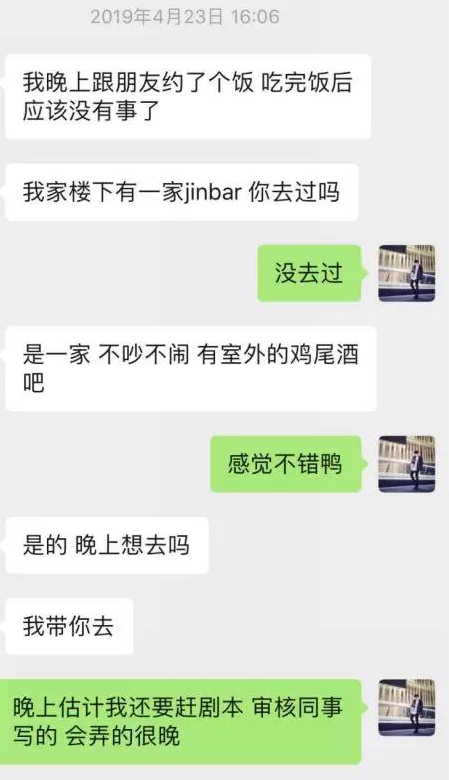 2019年4月23日 16:06
我晚上跟朋友约了个饭 吃完饭后
应该没有事了
我家楼下有一家jinbar 你去过吗
没去过
是一家 不吵不闹 有室外的鸡尾酒
吧
感觉不错鸭
是的 晚上想去吗
我带你去
晚上估计我还要赶剧本 审核同事
写的 会弄的很晚